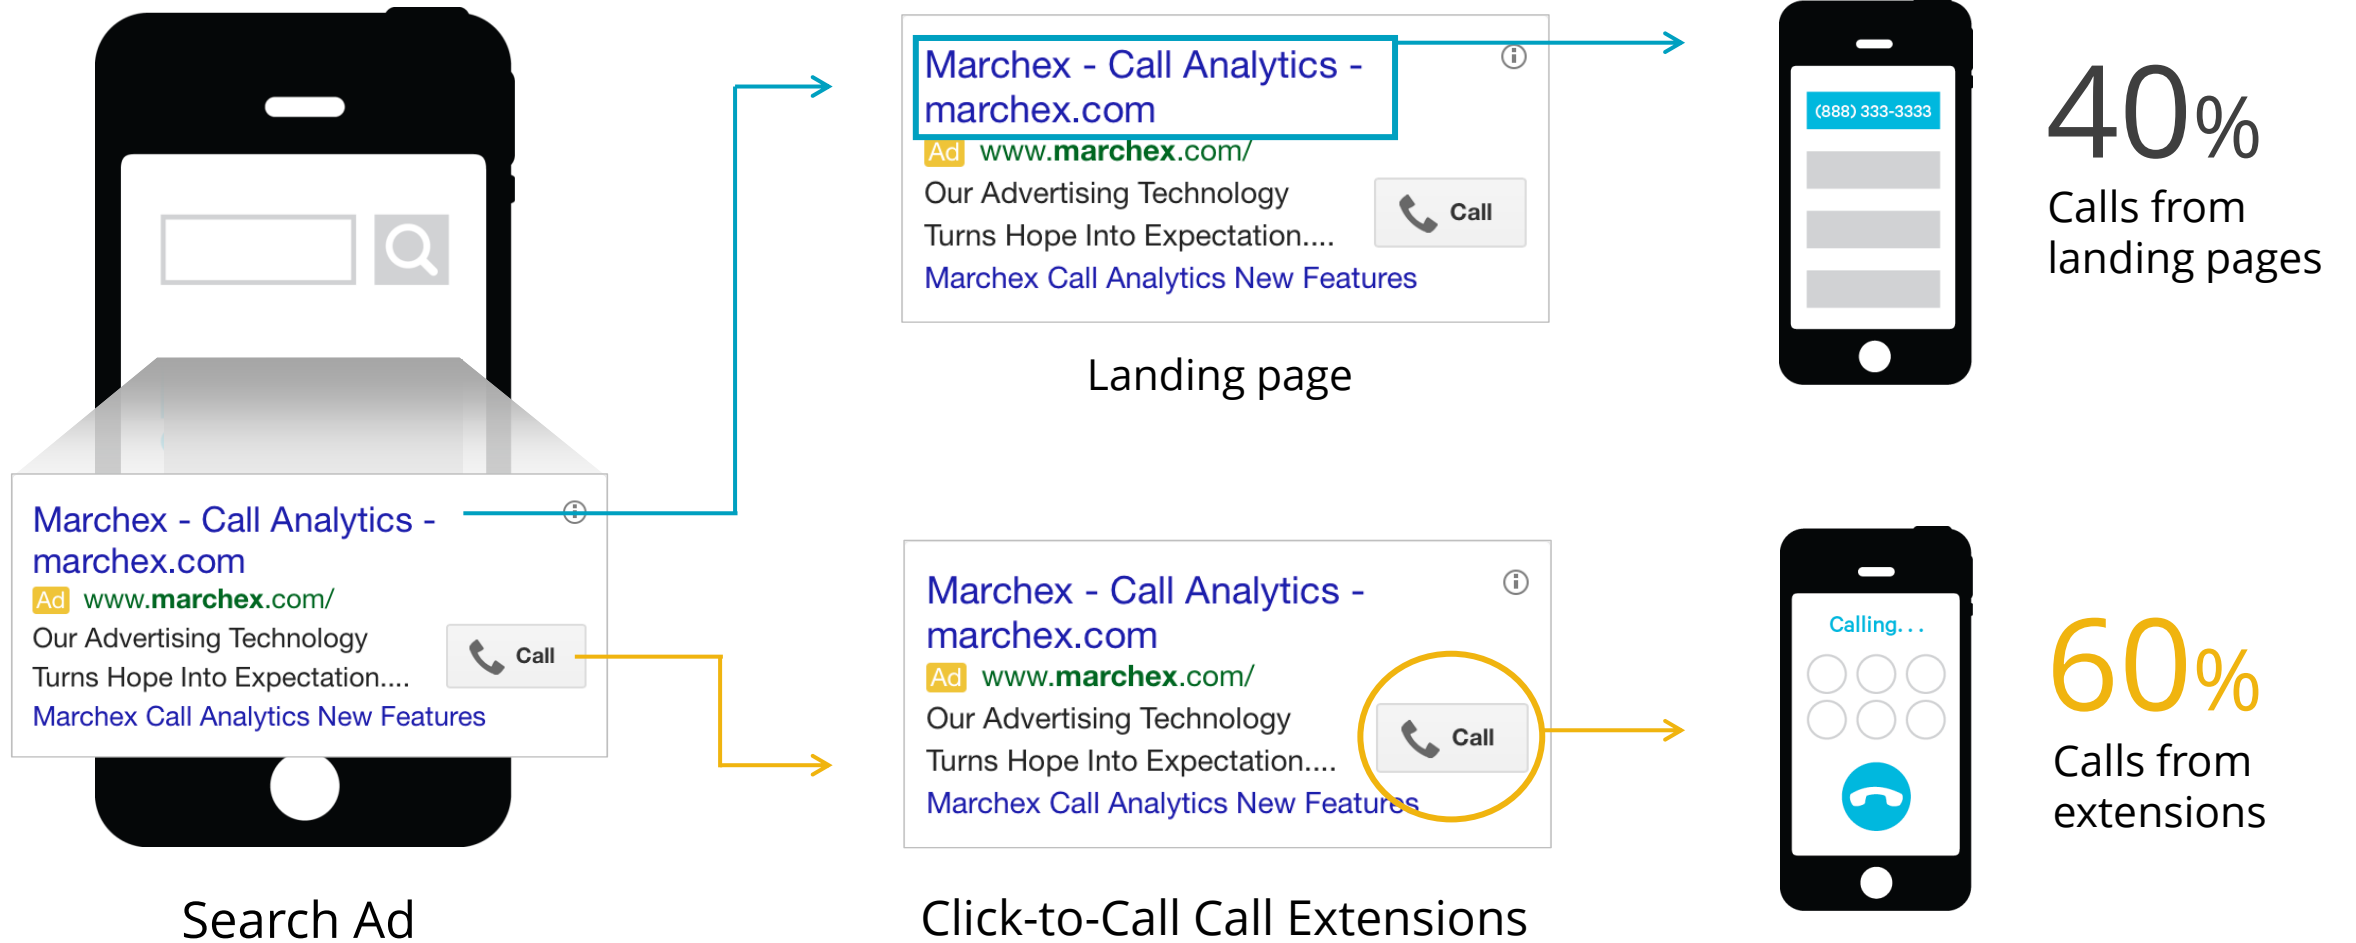 Marchex - Call Analytics -
marchex.com
Ad www.marchex.com/
Our Advertising Technology
Turns Hope Into Expectation....
Call
Marchex Call Analytics New Features
Search Ad
Marchex - Call Analytics -
marchex.com
Ad www.marchex.com/
Our Advertising Technology
Turns Hope Into Expectation....
Call
Marchex Call Analytics New Features
Landing page
(888) 333-3333
40%
Calls from
landing pages
Marchex - Call Analytics -
marchex.com
Ad www.marchex.com/
Our Advertising Technology
Turns Hope Into Expectation....
Call
Marchex Call Analytics New Features
Click-to-Call Call Extensions
Calling...
60%
Calls from
extensions